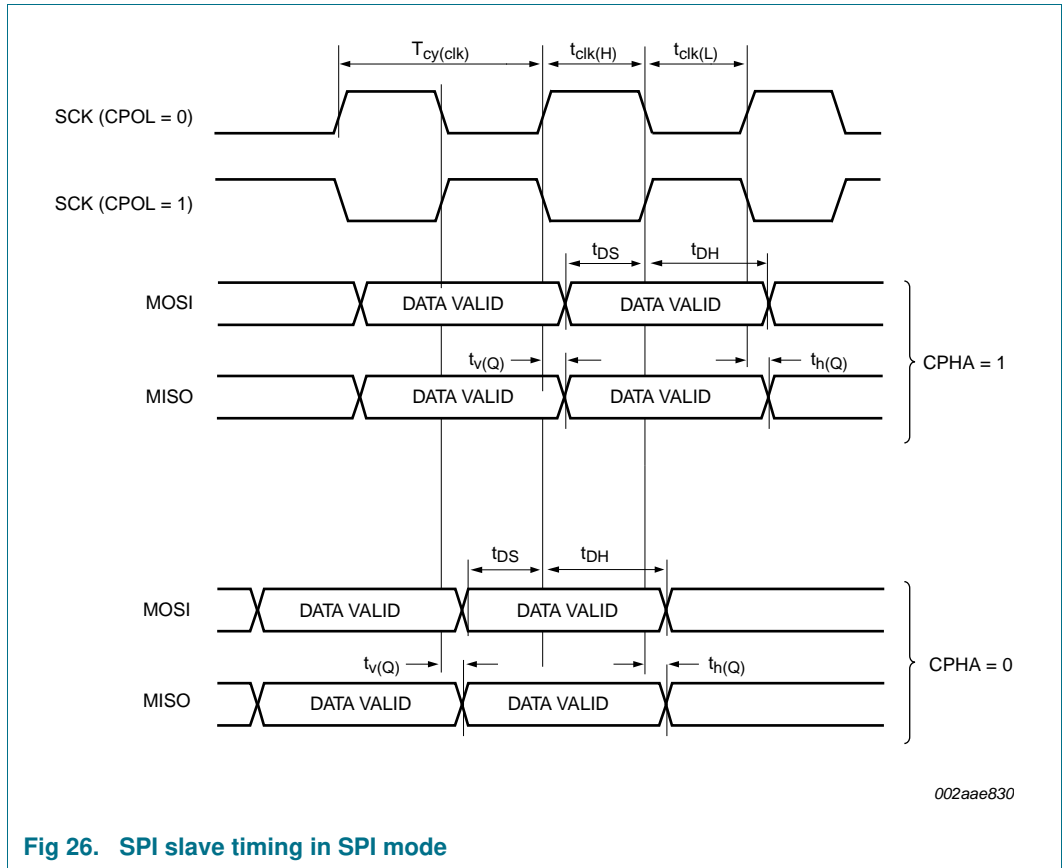 Tcy(clk) tclk(H) tclk(L)
SCK (CPOL = 0)
SCK (CPOL = 1)
tDS tDH
MOSI DATA VALID DATA VALID
tv(Q) th(Q)
CPHA = 1
MISO DATA VALID DATA VALID
tDS tDH
MOSI DATA VALID DATA VALID
tv(Q) th(Q)
CPHA = 0
MISO DATA VALID DATA VALID
002aae830
Fig 26. SPI slave timing in SPI mode